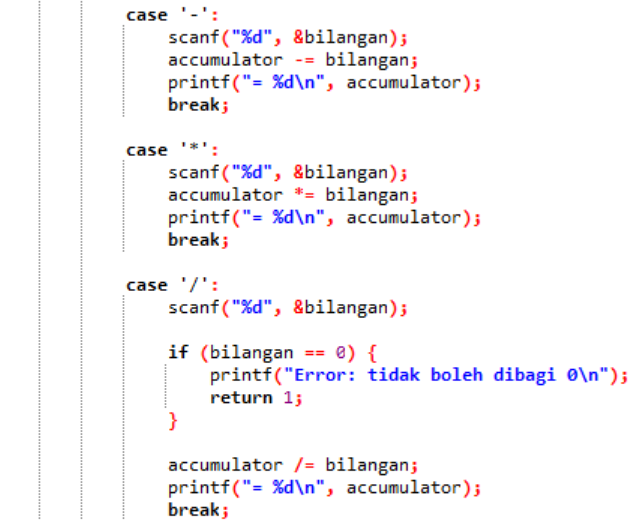 case '-':
scanf("%d", &bilangan);
accumulator -= bilangan;
printf("= %d\n", accumulator);
break;
case '*':
scanf("%d", &bilangan);
accumulator *= bilangan;
printf("= %d\n", accumulator);
break;
case '/':
scanf("%d", &bilangan);
if (bilangan == 0) {
printf("Error: tidak boleh dibagi 0\n");
return 1;
}
accumulator /= bilangan;
printf("= %d\n", accumulator);
break;